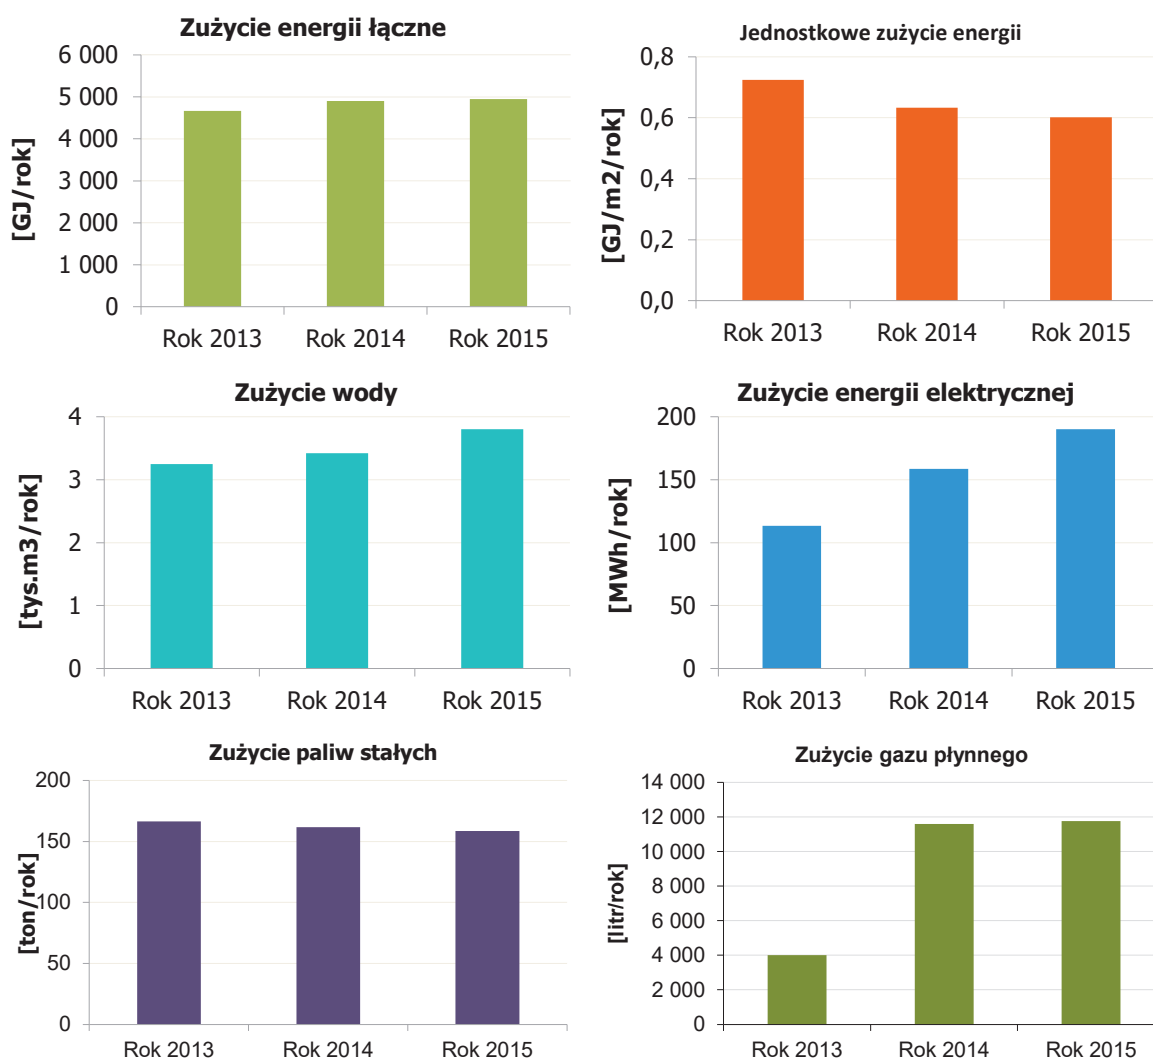 Zużycie energii łączne
6 000
5 000
4 000
3 000
2 000
1 000
0
[GJ/rok]
Rok 2013 Rok 2014 Rok 2015
Jednostkowe zużycie energii
0,8
0,6
0,4
0,2
0,0
[GJ/m2/rok]
Rok 2013 Rok 2014 Rok 2015
Zużycie wody
4
3
2
1
0
[tys.m3/rok]
Rok 2013 Rok 2014 Rok 2015
Zużycie energii elektrycznej
200
150
100
50
0
[MWh/rok]
Rok 2013 Rok 2014 Rok 2015
Zużycie paliw stałych
200
150
100
50
0
[ton/rok]
Rok 2013 Rok 2014 Rok 2015
Zużycie gazu płynnego
14 000
12 000
10 000
8 000
6 000
4 000
2 000
0
[litr/rok]
Rok 2013 Rok 2014 Rok 2015